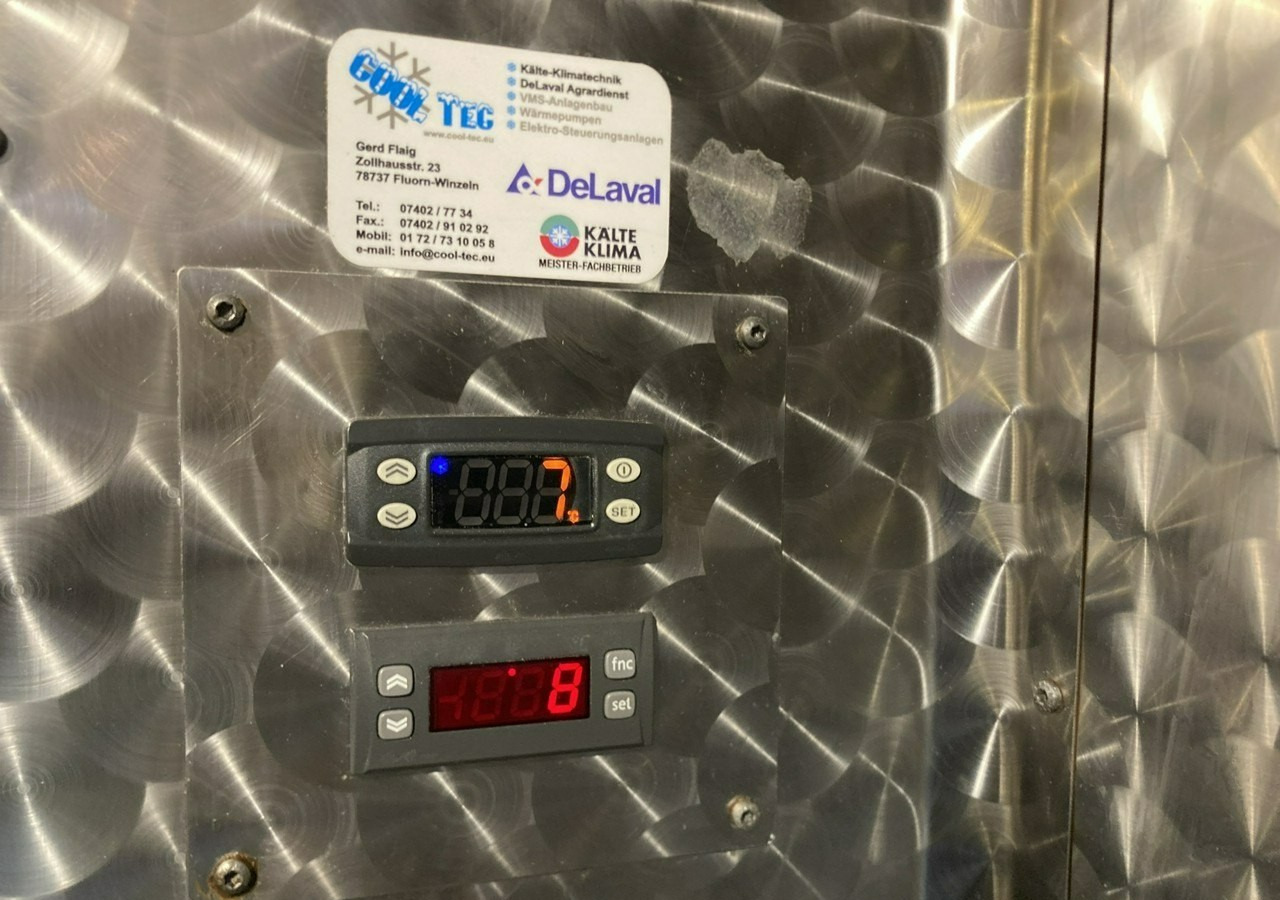 COOL TEC
www.cool-tec.eu
Kälte-Klimatechnik
DeLaval Agrardienst
VMS-Anlagenbau
Wärmepumpen
Elektro-Steuerungsanlagen
Gerd Flaig
Zollhausstr. 23
78737 Fluorn-Winzeln
Tel.: 07402 / 77 34
Fax.: 07402 / 91 02 92
Mobil: 01 72 / 73 10 05 8
e-mail: info@cool-tec.eu
DeLaval
KÄLTE
KLIMA
MEISTER-FACHBETRIEB
7.
SET
8
fnc
set